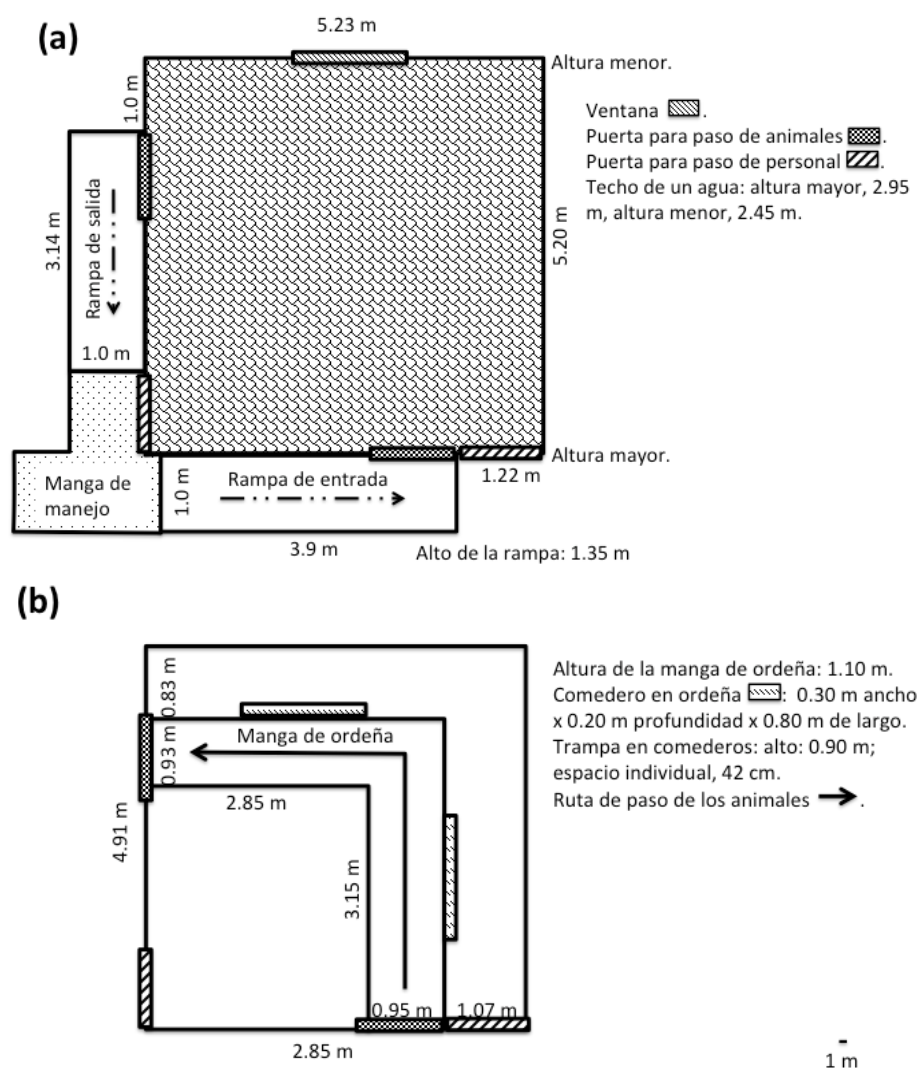 (a)
5.23 m
Altura menor.
1.0 m
Ventana .
Puerta para paso de animales .
Puerta para paso de personal .
Techo de un agua: altura mayor, 2.95
m, altura menor, 2.45 m.
3.14 m
Rampa de salida
5.20 m
1.0 m
Altura mayor.
Manga de
manejo
1.0 m
Rampa de entrada
1.22 m
3.9 m
Alto de la rampa: 1.35 m
(b)
0.83 m
Altura de la manga de ordeña: 1.10 m.
Comedero en ordeña : 0.30 m ancho
x 0.20 m profundidad x 0.80 m de largo.
Trampa en comederos: alto: 0.90 m;
espacio individual, 42 cm.
Ruta de paso de los animales .
0.93 m
Manga de ordeña
2.85 m
4.91 m
3.15 m
0.95 m
1.07 m
2.85 m
1 m